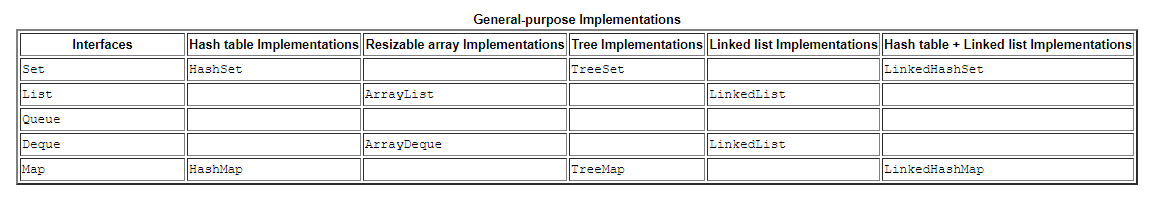 General-purpose Implementations
Interfaces Hash table Implementations Resizable array Implementations Tree Implementations Linked list Implementations Hash table + Linked list Implementations
Set HashSet TreeSet LinkedHashSet
List ArrayList LinkedList
Queue
Deque ArrayDeque LinkedList
Map HashMap TreeMap LinkedHashMap